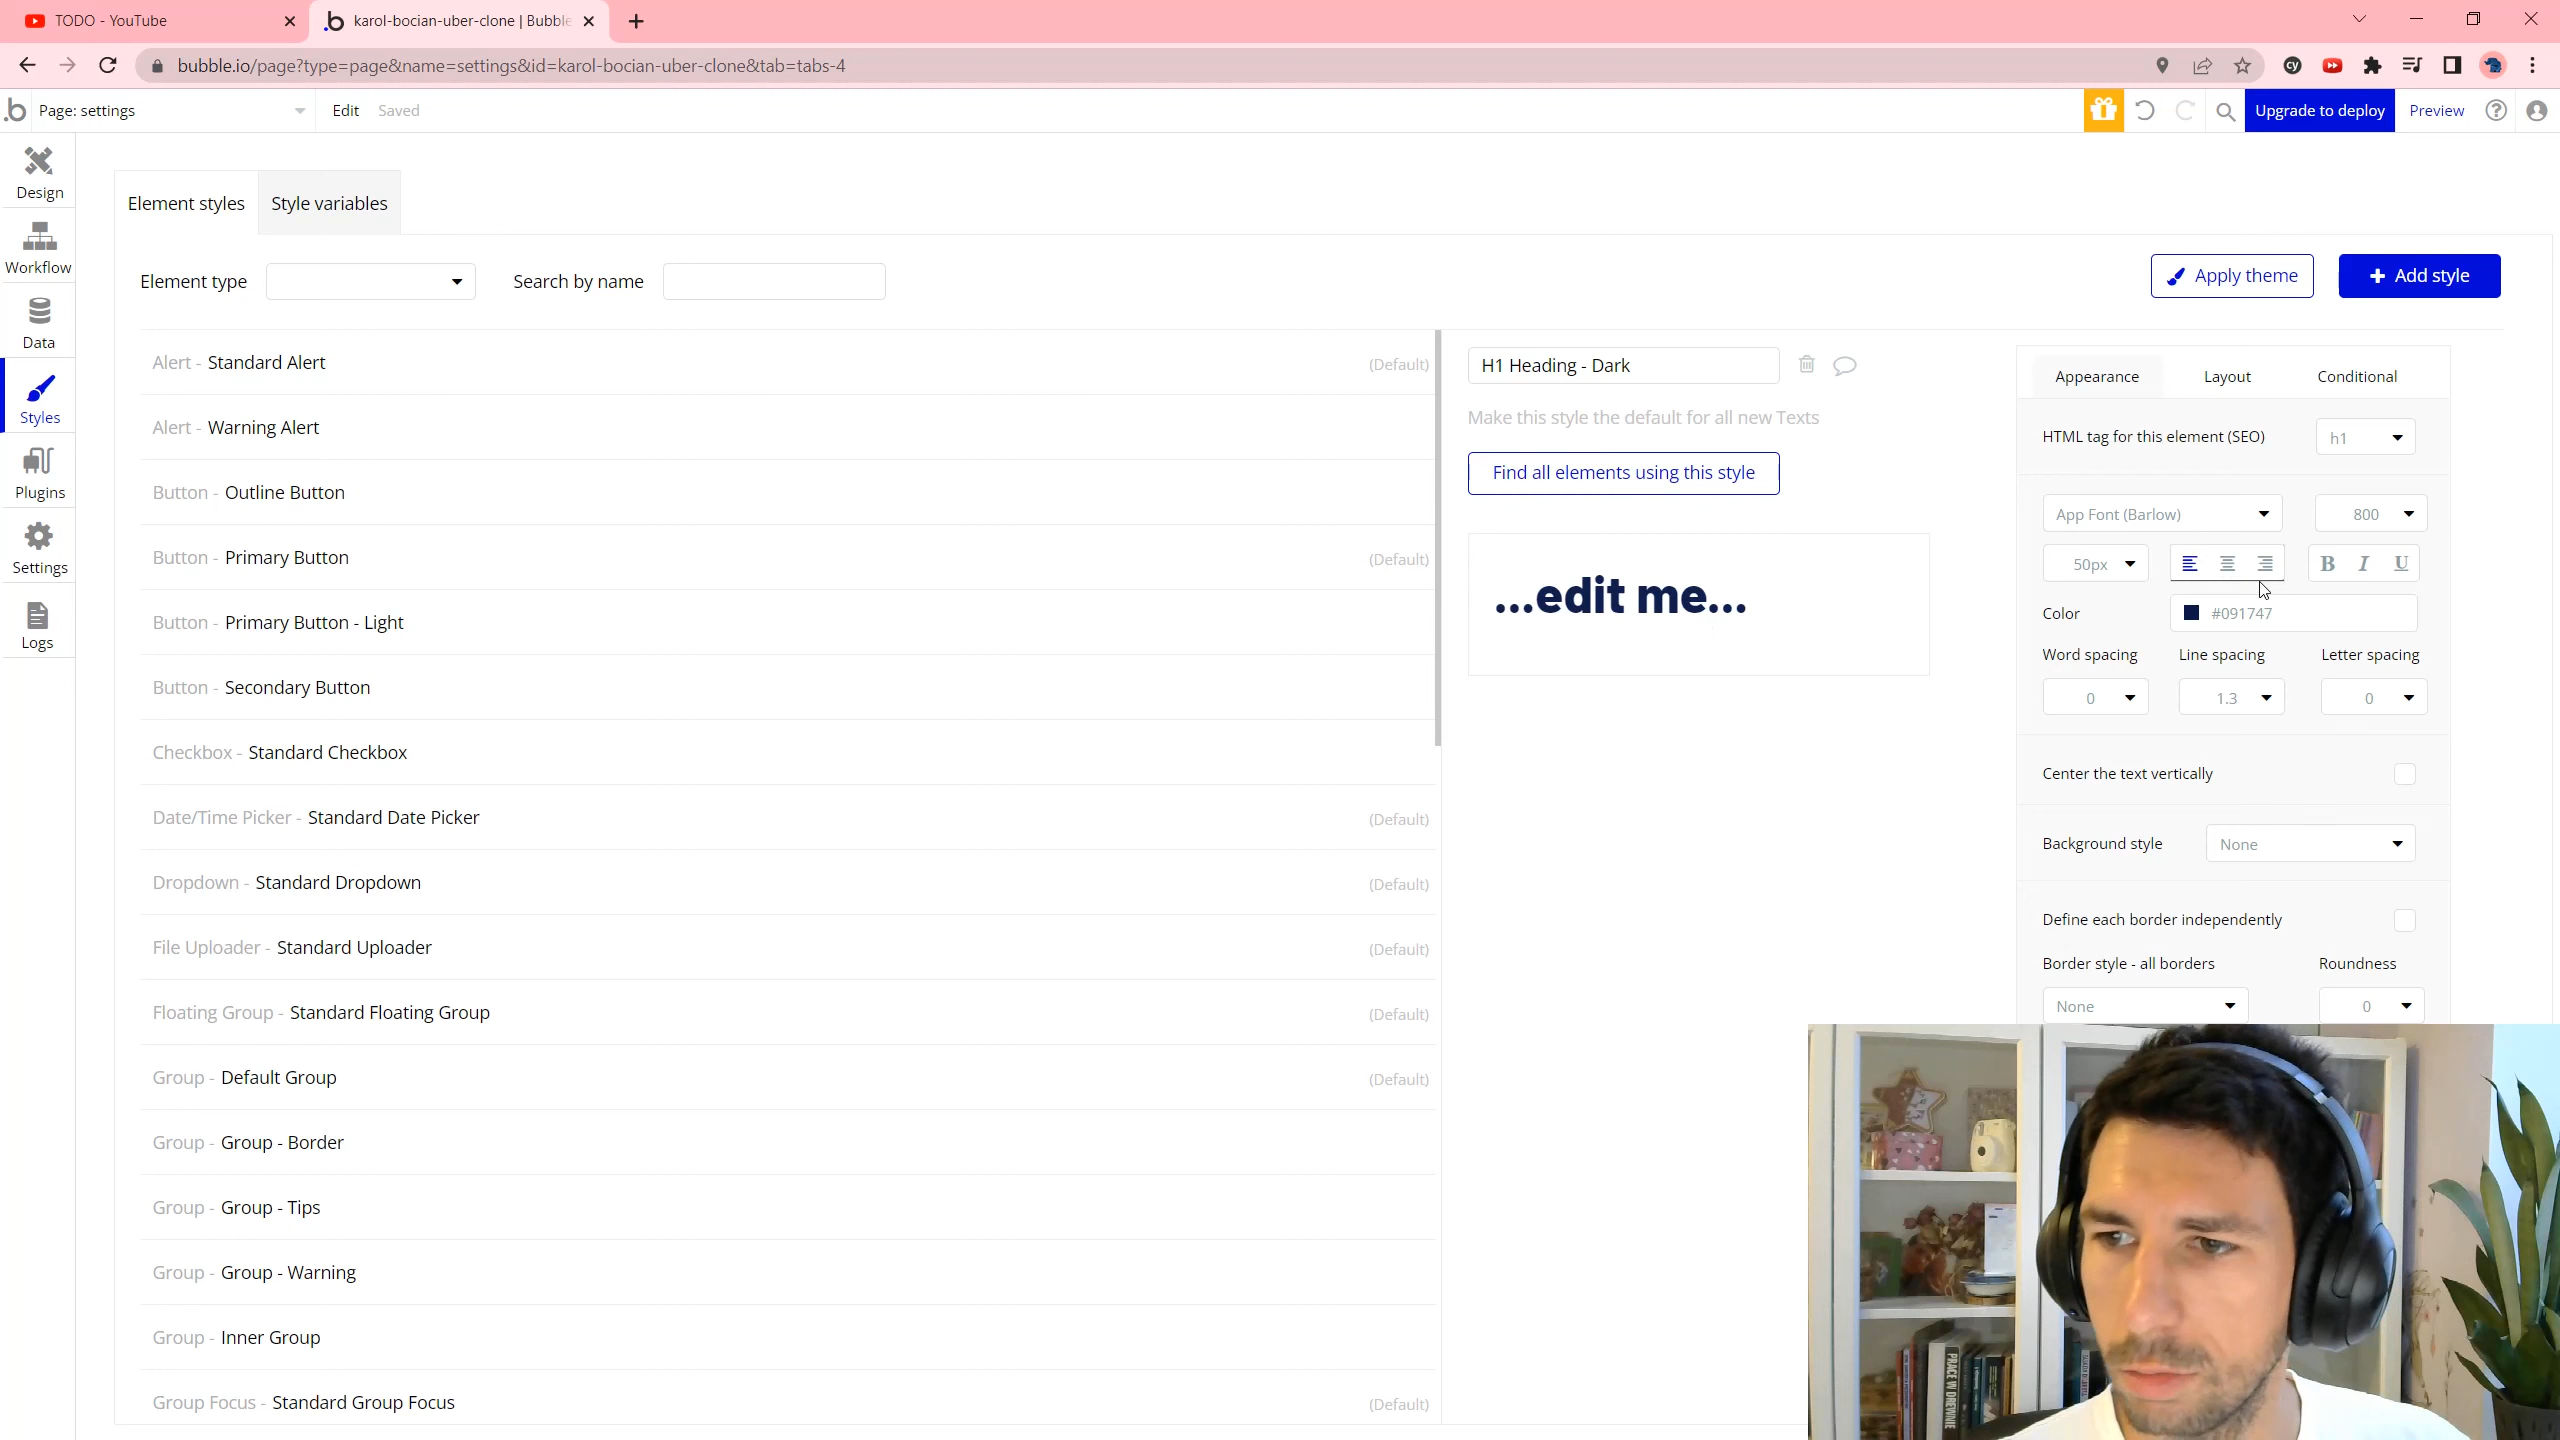 TODO - YouTube
karol-bocian-uber-clone | Bubble
bubble.io/page?type=page&name=settings&id=karol-bocian-uber-clone&tab=tabs-4
Page: settings
Edit
Saved
Upgrade to deploy
Preview
Design
Workflow
Data
Styles
Plugins
Settings
Logs
Element styles
Style variables
Element type
Search by name
Apply theme
+ Add style
Alert - Standard Alert (Default)
Alert - Warning Alert
Button - Outline Button
Button - Primary Button (Default)
Button - Primary Button - Light
Button - Secondary Button
Checkbox - Standard Checkbox
Date/Time Picker - Standard Date Picker (Default)
Dropdown - Standard Dropdown (Default)
File Uploader - Standard Uploader (Default)
Floating Group - Standard Floating Group (Default)
Group - Default Group (Default)
Group - Group - Border
Group - Group - Tips
Group - Group - Warning
Group - Inner Group
Group Focus - Standard Group Focus (Default)
H1 Heading - Dark
Make this style the default for all new Texts
Find all elements using this style
...edit me...
Appearance
Layout
Conditional
HTML tag for this element (SEO)
h1
App Font (Barlow)
800
50px
B I U
Color
#091747
Word spacing
Line spacing
Letter spacing
0
1.3
0
Center the text vertically
Background style
None
Define each border independently
Border style - all borders
Roundness
None
0
PRACE W DREWNIE